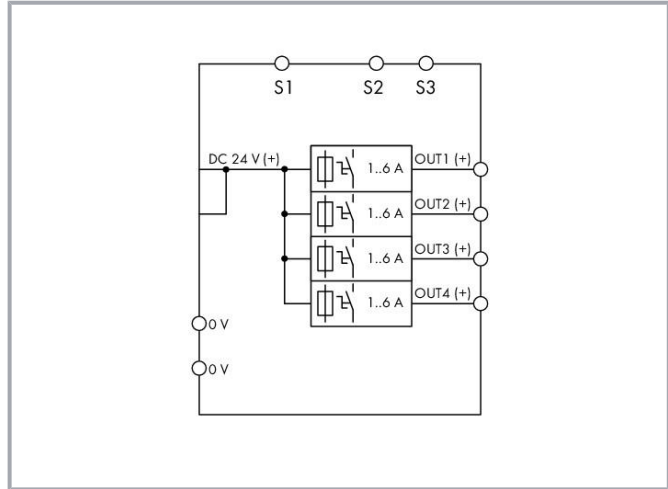 S1 S2 S3
DC 24 V (+)
1..6 A OUT1 (+)
1..6 A OUT2 (+)
1..6 A OUT3 (+)
1..6 A OUT4 (+)
0 V
0 V